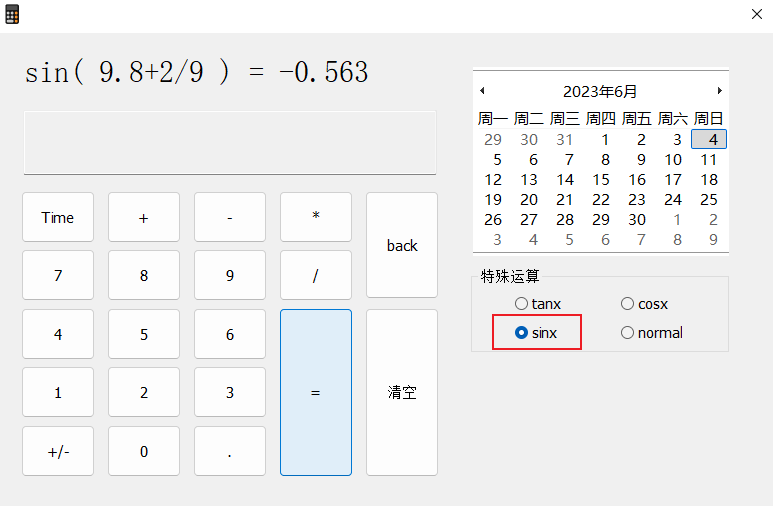 sin( 9.8+2/9 ) = -0.563
2023年6月
周一 周二 周三 周四 周五 周六 周日
29 30 31 1 2 3 4
5 6 7 8 9 10 11
12 13 14 15 16 17 18
19 20 21 22 23 24 25
26 27 28 29 30 1 2
3 4 5 6 7 8 9
Time + - * back
7 8 9 /
4 5 6 = 清空
1 2 3
+/- 0 .
特殊运算
tanx cosx
sinx normal